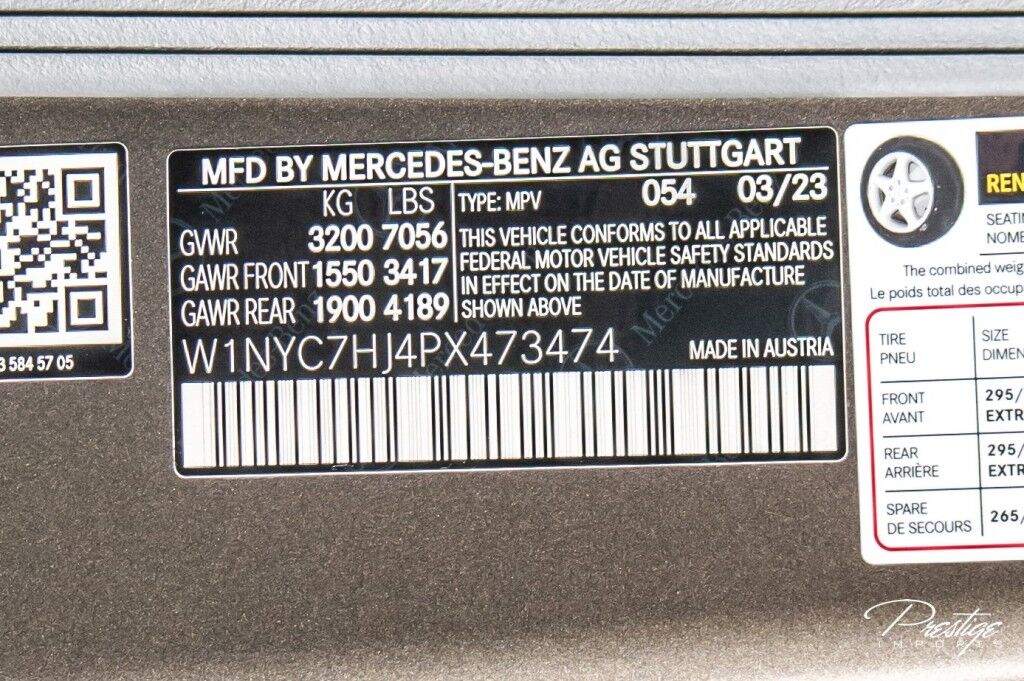 3 584 57 05
MFD BY MERCEDES-BENZ AG STUTTGART
KG LBS
GVWR 3200 7056
GAWR FRONT 1550 3417
GAWR REAR 1900 4189
TYPE: MPV 054 03/23
THIS VEHICLE CONFORMS TO ALL APPLICABLE
FEDERAL MOTOR VEHICLE SAFETY STANDARDS
IN EFFECT ON THE DATE OF MANUFACTURE
SHOWN ABOVE
W1NYC7HJ4PX473474 MADE IN AUSTRIA
REN
SEATI
NOME
The combined weig
Le poids total des occup
TIRE SIZE
PNEU DIMEN
FRONT 295/
AVANT EXTR
REAR 295/
ARRIÈRE EXTR
SPARE
DE SECOURS 265/
Prestige
IMPORTS